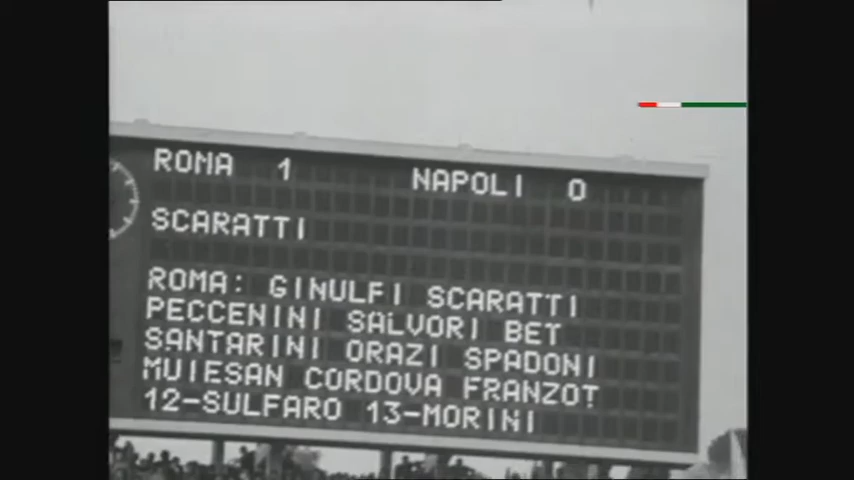 ROMA 1 NAPOLI 0
SCARATTI
ROMA: GINULFI SCARATTI
PECCENINI SALVORI BET
SANTARINI ORAZI SPADONI
MUIESAN CORDOVA FRANZOT
12-SULFARO 13-MORINI